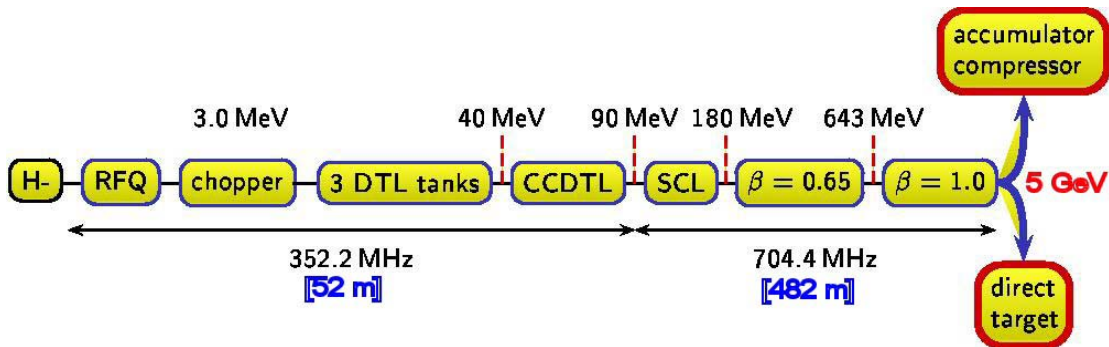 accumulator
compressor
3.0 MeV
40 MeV
90 MeV
180 MeV
643 MeV
H-
RFQ
chopper
3 DTL tanks
CCDTL
SCL
β = 0.65
β = 1.0
5 GeV
352.2 MHz
704.4 MHz
[52 m]
[482 m]
direct
target